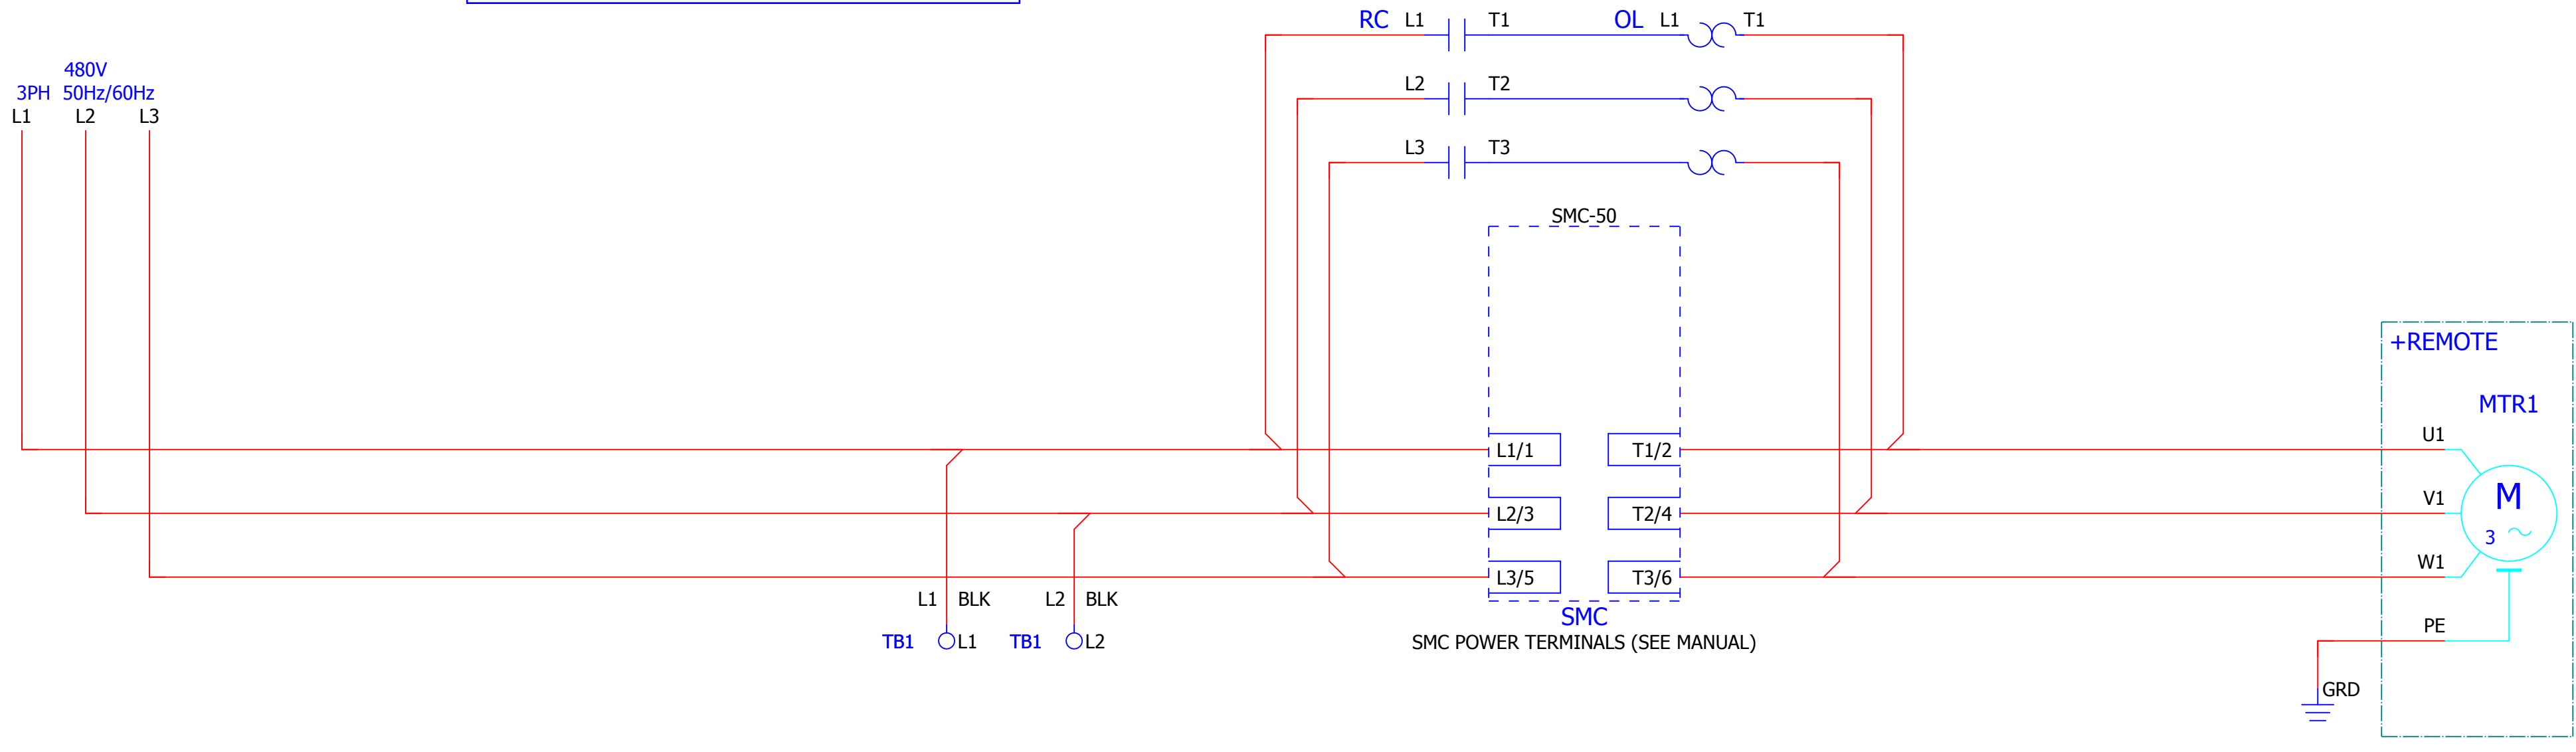 RC L1 T1 OL L1 T1
480V
3PH 50Hz/60Hz
L1 L2 L3
L2 T2
L3 T3
SMC-50
+REMOTE
MTR1
L1/1 T1/2 U1
L2/3 T2/4 V1
M
3
L3/5 T3/6 W1
L1 BLK L2 BLK
SMC
TB1 L1 TB1 L2
SMC POWER TERMINALS (SEE MANUAL)
PE
GRD